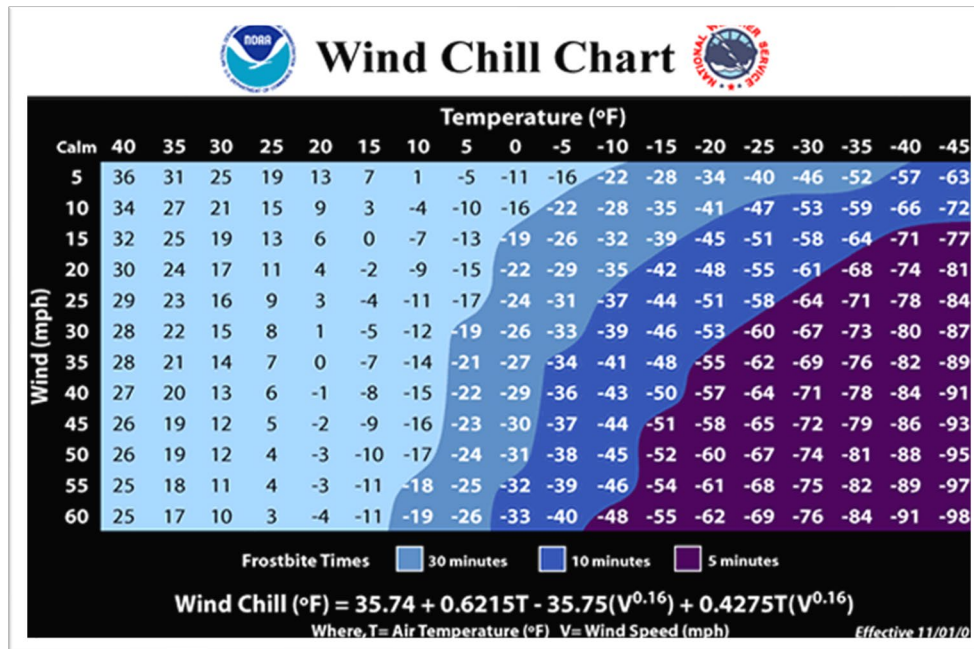 NOAA
Wind Chill Chart
Temperature (ºF)
Calm 40 35 30 25 20 15 10 5 0 -5 -10 -15 -20 -25 -30 -35 -40 -45
5 36 31 25 19 13 7 1 -5 -11 -16 -22 -28 -34 -40 -46 -52 -57 -63
10 34 27 21 15 9 3 -4 -10 -16 -22 -28 -35 -41 -47 -53 -59 -66 -72
15 32 25 19 13 6 0 -7 -13 -19 -26 -32 -39 -45 -51 -58 -64 -71 -77
20 30 24 17 11 4 -2 -9 -15 -22 -29 -35 -42 -48 -55 -61 -68 -74 -81
25 29 23 16 9 3 -4 -11 -17 -24 -31 -37 -44 -51 -58 -64 -71 -78 -84
30 28 22 15 8 1 -5 -12 -19 -26 -33 -39 -46 -53 -60 -67 -73 -80 -87
35 28 21 14 7 0 -7 -14 -21 -27 -34 -41 -48 -55 -62 -69 -76 -82 -89
40 27 20 13 6 -1 -8 -15 -22 -29 -36 -43 -50 -57 -64 -71 -78 -84 -91
45 26 19 12 5 -2 -9 -16 -23 -30 -37 -44 -51 -58 -65 -72 -79 -86 -93
50 26 19 12 4 -3 -10 -17 -24 -31 -38 -45 -52 -60 -67 -74 -81 -88 -95
55 25 18 11 4 -3 -11 -18 -25 -32 -39 -46 -54 -61 -68 -75 -82 -89 -97
60 25 17 10 3 -4 -11 -19 -26 -33 -40 -48 -55 -62 -69 -76 -84 -91 -98
Wind (mph)
Frostbite Times 30 minutes 10 minutes 5 minutes
Wind Chill (ºF) = 35.74 + 0.6215T - 35.75(V0.16) + 0.4275T(V0.16)
Where, T= Air Temperature (ºF) V= Wind Speed (mph)
Effective 11/01/0